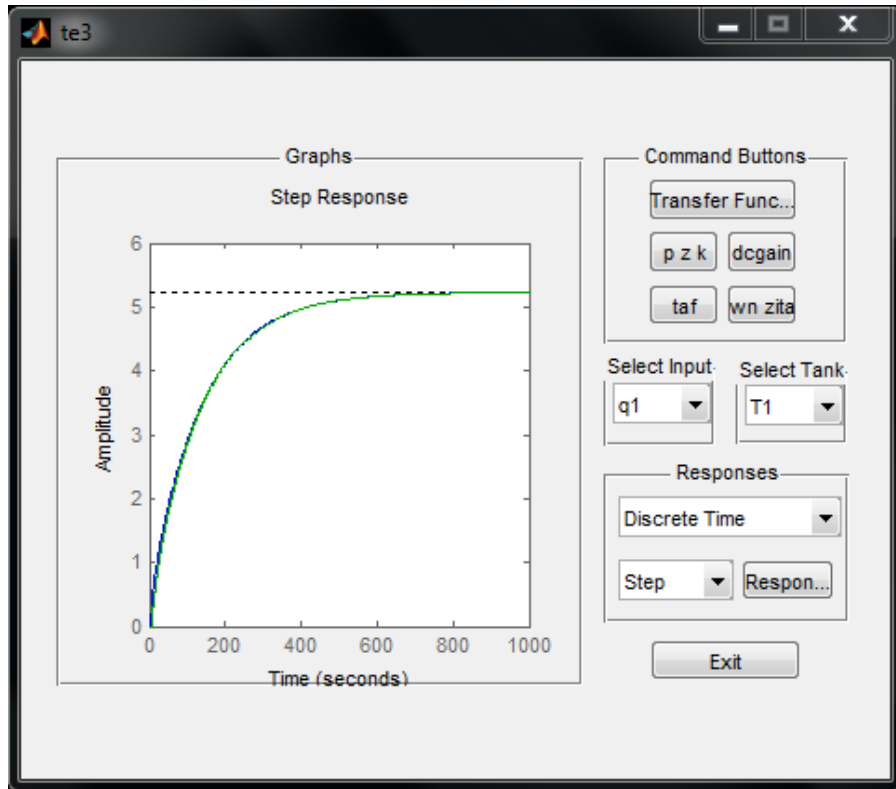 te3
Graphs
Step Response
6
5
4
3
2
1
0
Amplitude
0 200 400 600 800 1000
Time (seconds)
Command Buttons
Transfer Func...
p z k dcgain
taf wn zita
Select Input Select Tank
q1 T1
Responses
Discrete Time
Step Respon...
Exit